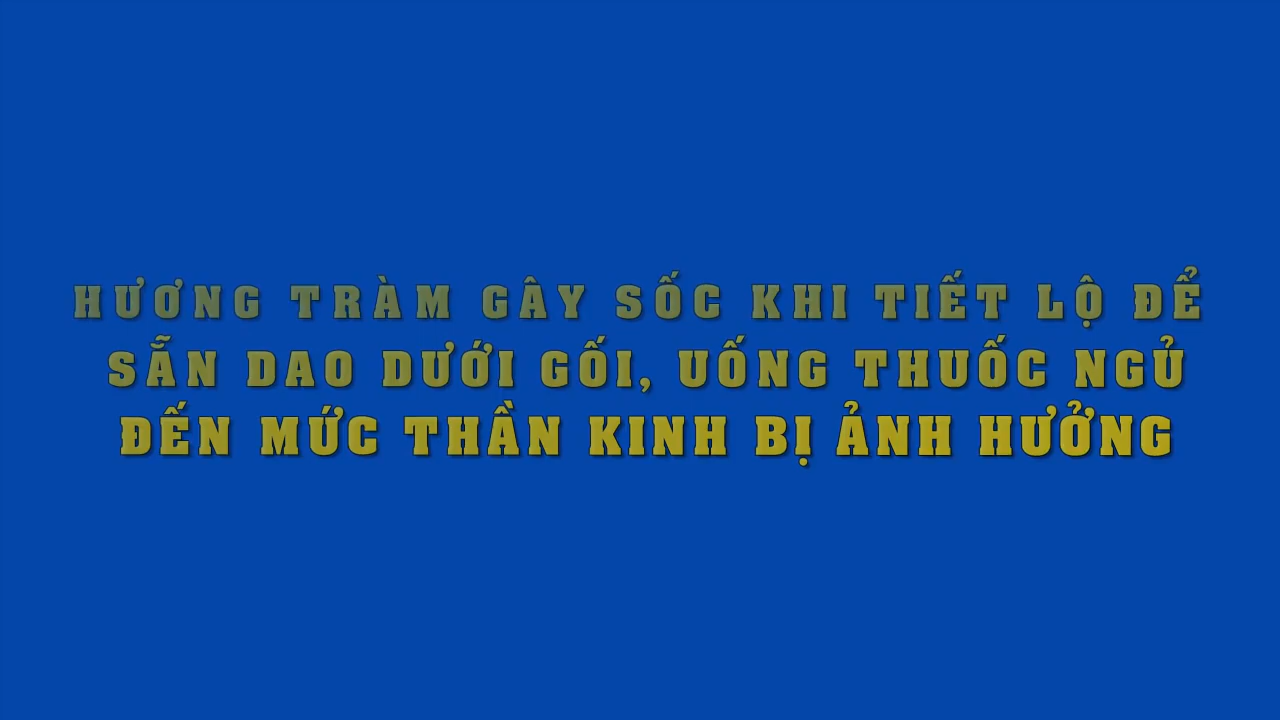 HƯƠNG TRÀM GÂY SỐC KHI TIẾT LỘ ĐỂ
SẴN DAO DƯỚI GỐI, UỐNG THUỐC NGỦ
ĐẾN MỨC THẦN KINH BỊ ẢNH HƯỞNG